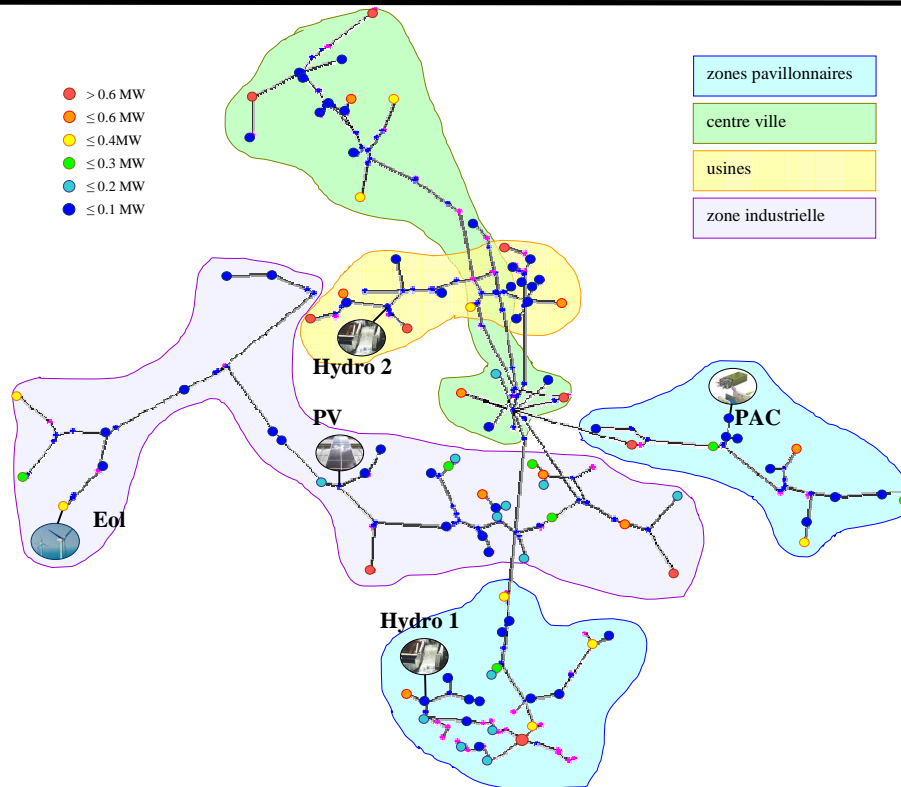 > 0.6 MW
≤ 0.6 MW
≤ 0.4MW
≤ 0.3 MW
≤ 0.2 MW
≤ 0.1 MW
zones pavillonnaires
centre ville
usines
zone industrielle
Hydro 2
PV
PAC
Eol
Hydro 1